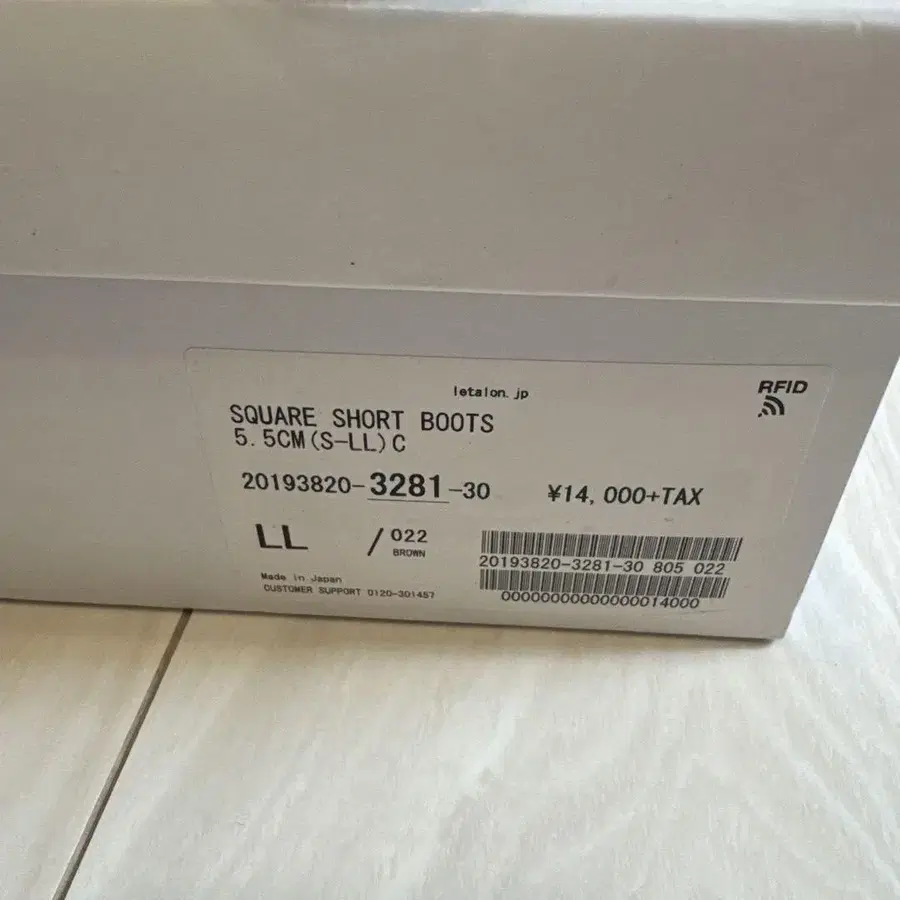 letalon.jp
RFID
SQUARE SHORT BOOTS
5.5CM(S-LL)C
20193820-3281-30 ¥14,000+TAX
LL /022
BROWN
20193820-3281-30 805 022
Made in Japan
CUSTOMER SUPPORT 0120-301457
00000000000000014000